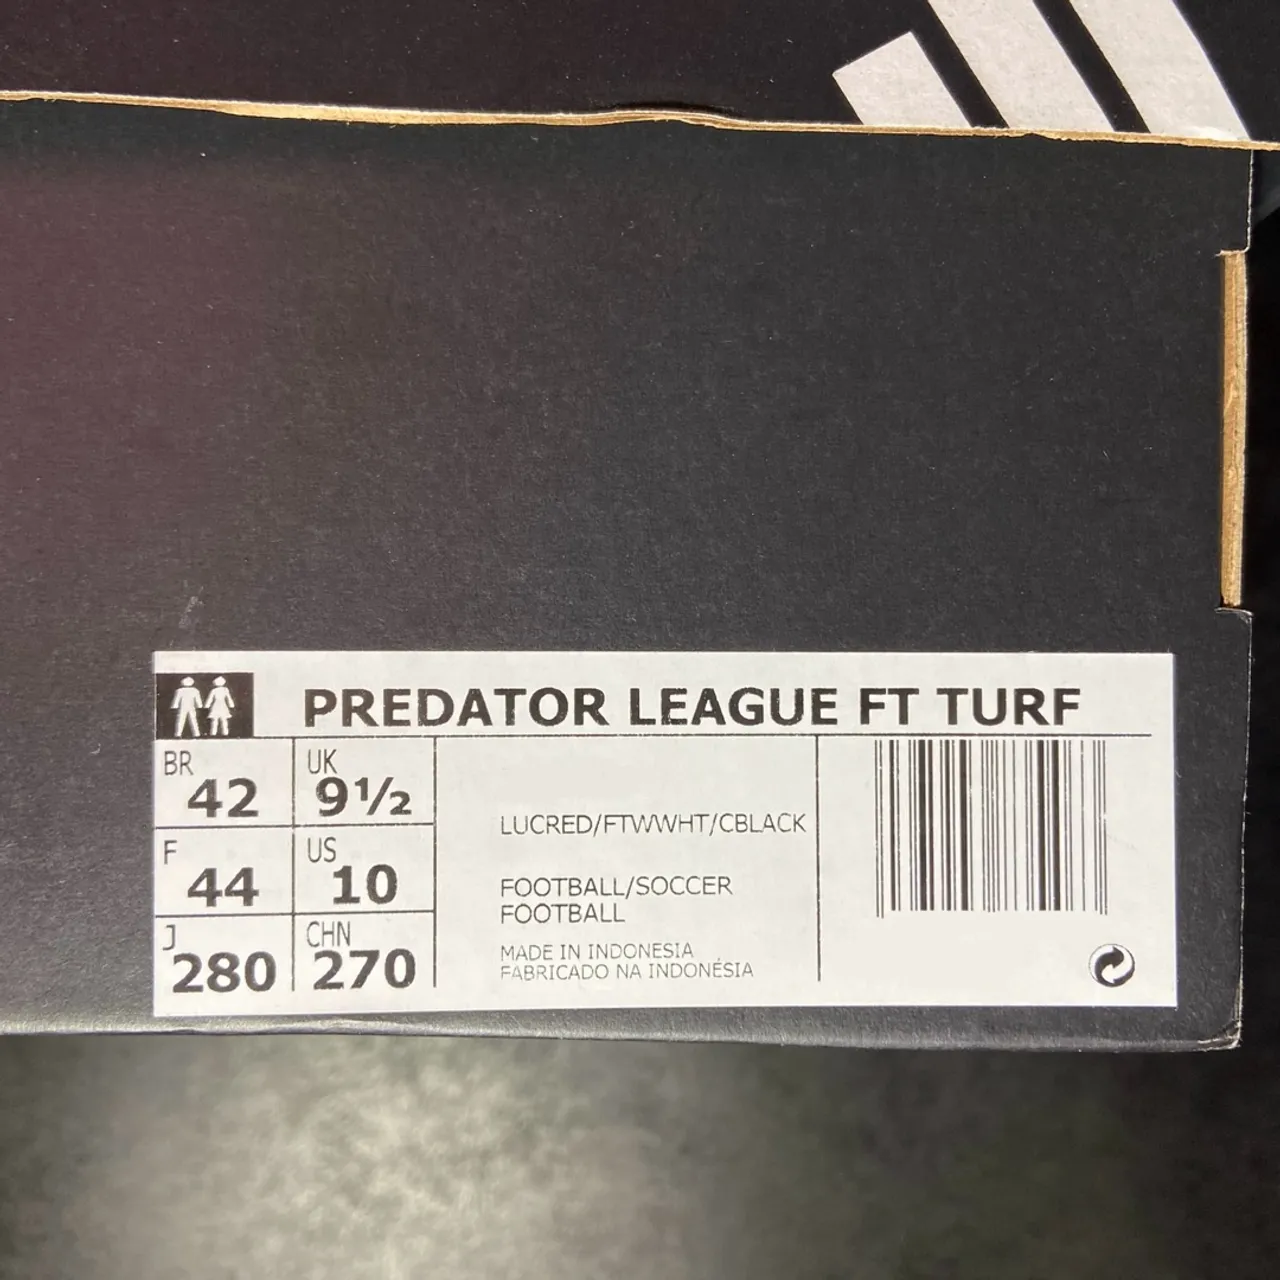 PREDATOR LEAGUE FT TURF
BR
42
UK
9½
F
44
US
10
J
280
CHN
270
LUCRED/FTWWHT/CBLACK
FOOTBALL/SOCCER
FOOTBALL
MADE IN INDONESIA
FABRICADO NA INDONÉSIA